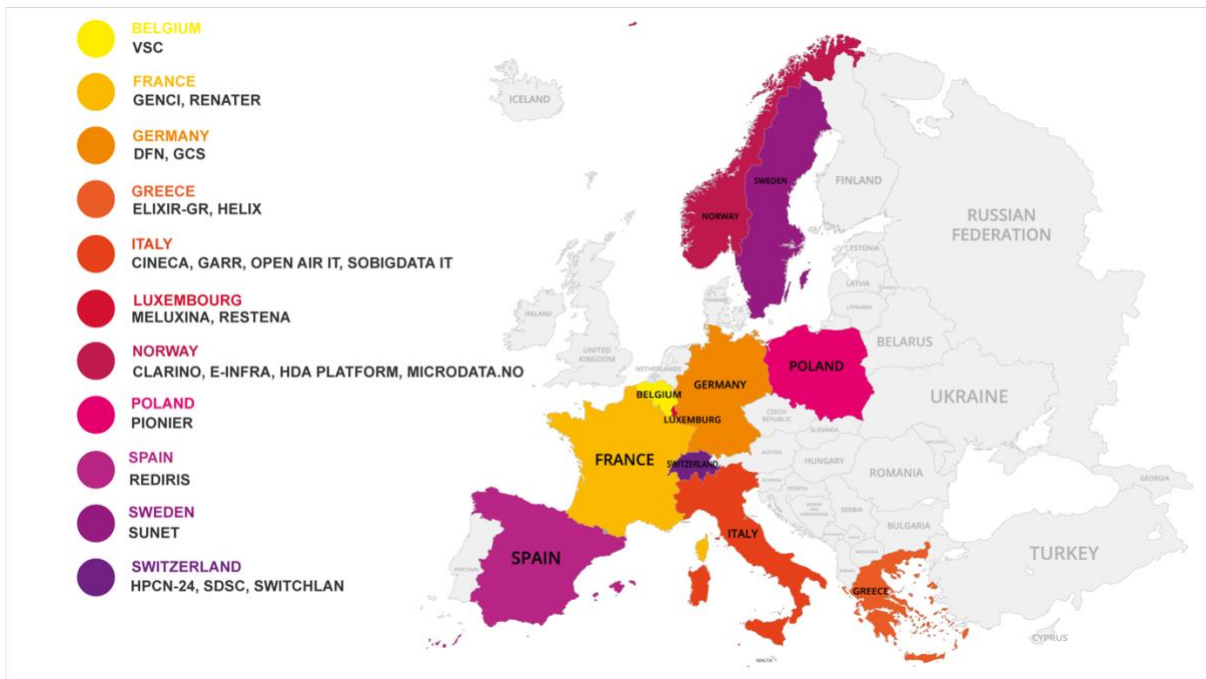 BELGIUM
VSC
FRANCE
GENCI, RENATER
GERMANY
DFN, GCS
GREECE
ELIXIR-GR, HELIX
ITALY
CINECA, GARR, OPEN AIR IT, SOBIGDATA IT
LUXEMBOURG
MELUXINA, RESTENA
NORWAY
CLARINO, E-INFRA, HDA PLATFORM, MICRODATA.NO
POLAND
PIONIER
SPAIN
REDIRIS
SWEDEN
SUNET
SWITZERLAND
HPCN-24, SDSC, SWITCHLAN
ICELAND
SWEDEN
FINLAND
NORWAY
RUSSIAN
FEDERATION
ESTONIA
LATVIA
LITHUANIA
IRELAND
UNITED
KINGDOM
BELARUS
NETHERLANDS
POLAND
GERMANY
BELGIUM
UKRAINE
LUXEMBURG
CZECH
REPUBLIC
SLOVAKIA
FRANCE
SWITZERLAND
AUSTRIA
HUNGARY
ROMANIA
GEORGIA
CROATIA
SERBIA
BULGARIA
ITALY
SPAIN
PORTUGAL
TURKEY
GREECE
CYPRUS
MALTA